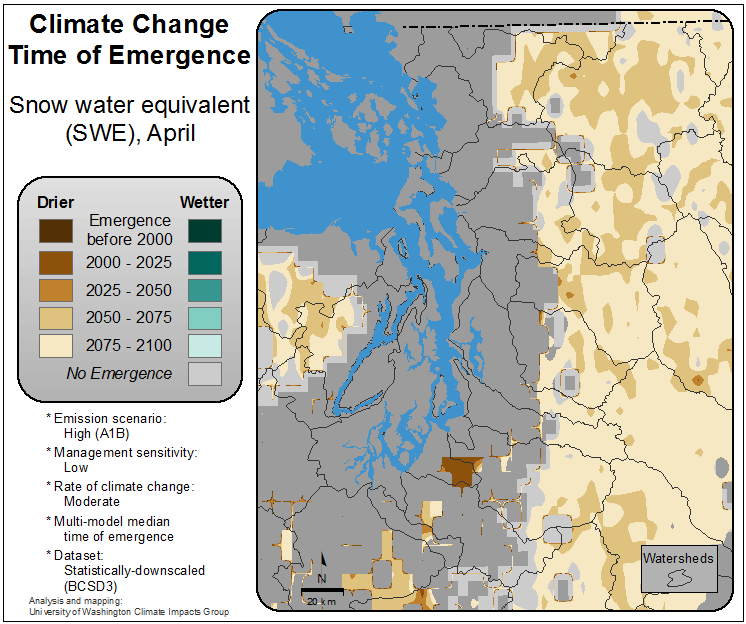 Climate Change
Time of Emergence
Snow water equivalent
(SWE), April
Drier
Wetter
Emergence
before 2000
2000 - 2025
2025 - 2050
2050 - 2075
2075 - 2100
No Emergence
* Emission scenario:
High (A1B)
* Management sensitivity:
Low
* Rate of climate change:
Moderate
* Multi-model median
time of emergence
* Dataset:
Statistically-downscaled
(BCSD3)
Analysis and mapping:
University of Washington Climate Impacts Group
N
20 km
Watersheds